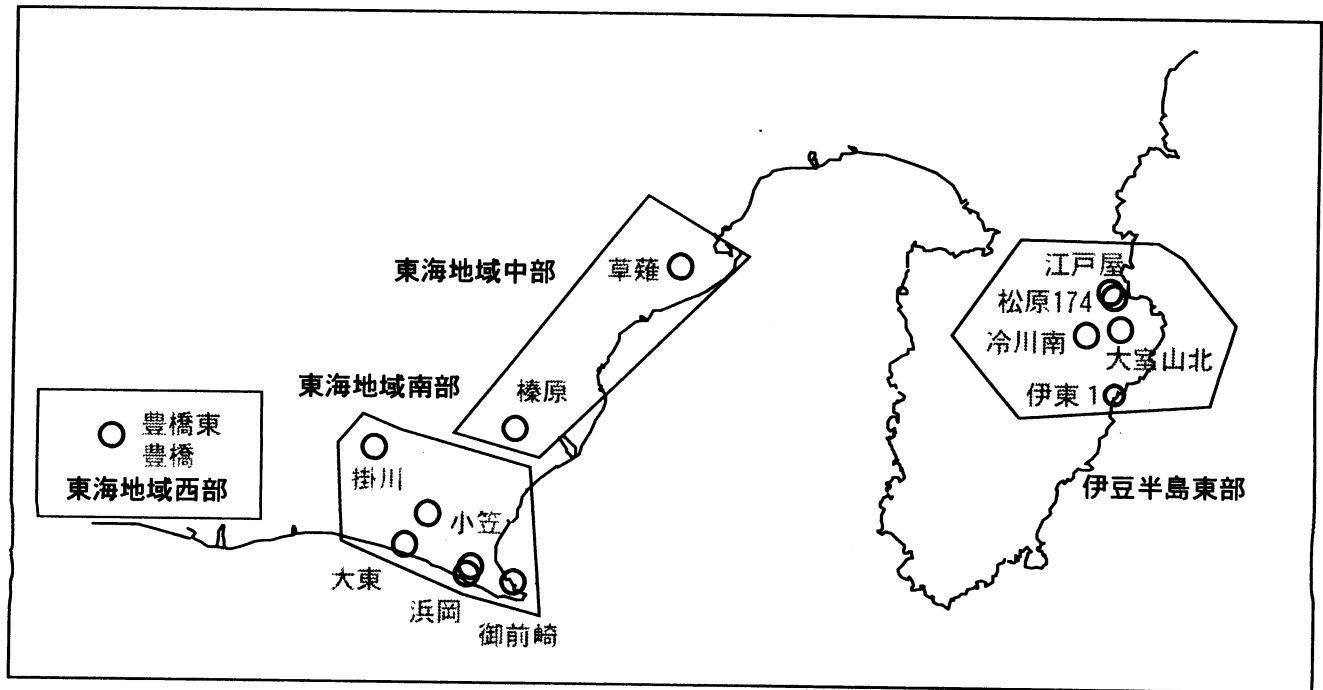 東海地域中部
草薙
榛原
東海地域南部
掛川
小笠
大東
浜岡
御前崎
豊橋東
豊橋
東海地域西部
江戸屋
松原174
冷川南
大室山北
伊東1
伊豆半島東部